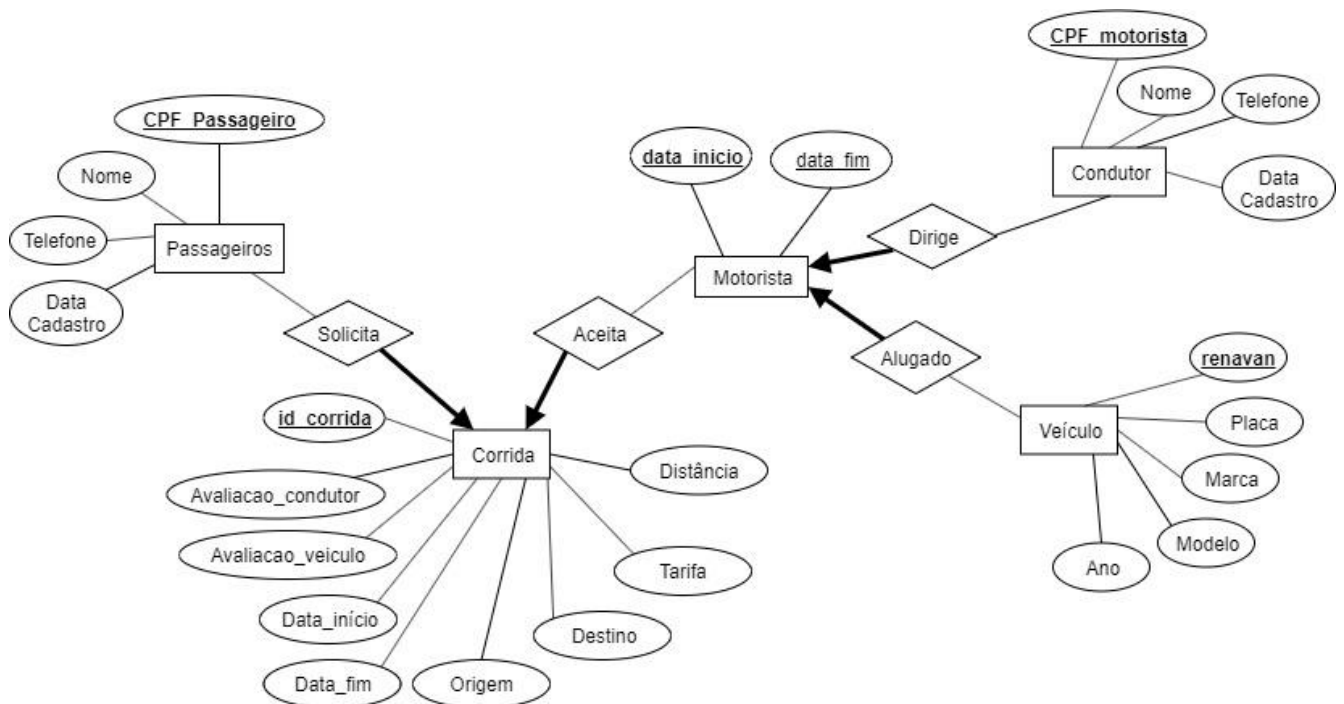 CPF_motorista
Nome
Telefone
Data
Cadastro
Condutor
CPF_Passageiro
Nome
Telefone
Data
Cadastro
Passageiros
data_inicio
data_fim
Motorista
Dirige
Solicita
Aceita
Alugado
renavan
Placa
Marca
Modelo
Ano
Veículo
id_corrida
Corrida
Distância
Avaliacao_condutor
Avaliacao_veiculo
Tarifa
Data_início
Destino
Data_fim
Origem